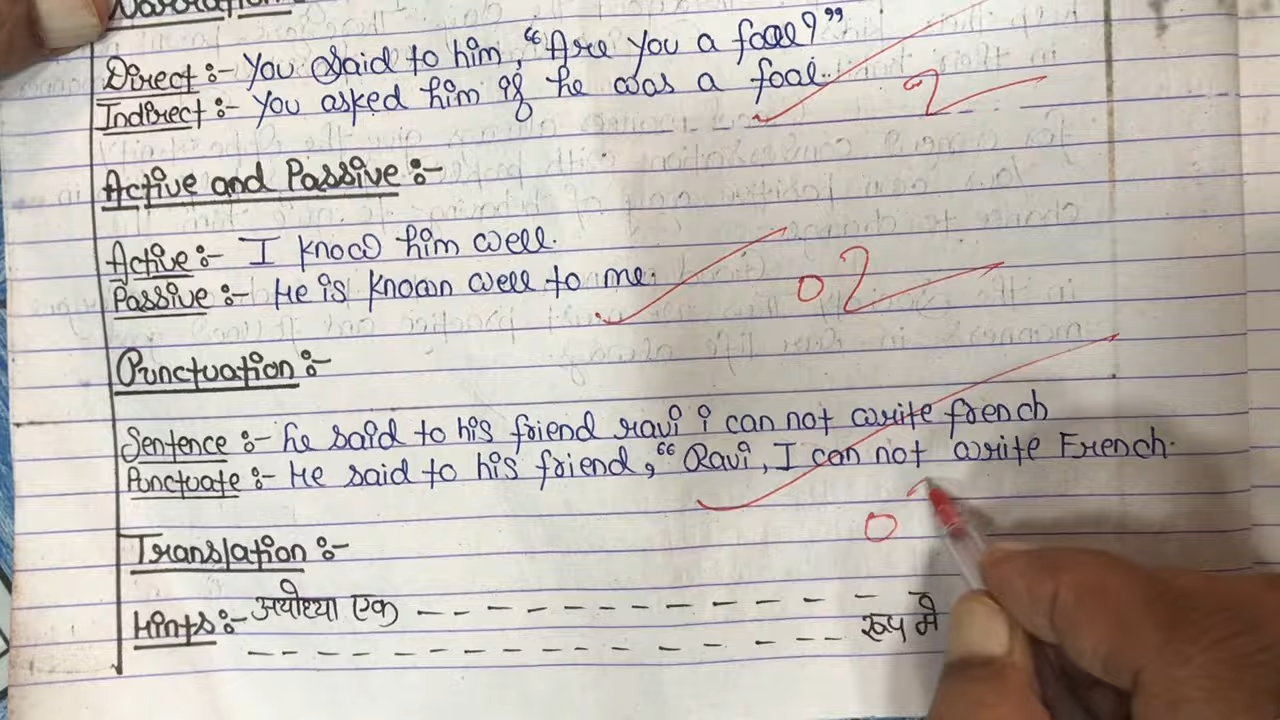 Narration
Direct :- You said to him, "Are you a fool?"
Indirect :- You asked him if he was a fool.
02
Active and Passive :-
Active :- I know him well.
Passive :- He is known well to me.
02
Punctuation :-
Sentence :- he said to his friend ravi i can not write french
Punctuate :- He said to his friend, "Ravi, I can not write French.
0
Translation :-
Hints :- अयोध्या एक - - - - - - - - - - - - -
- - - - - - - - - - - - - - - रूप में